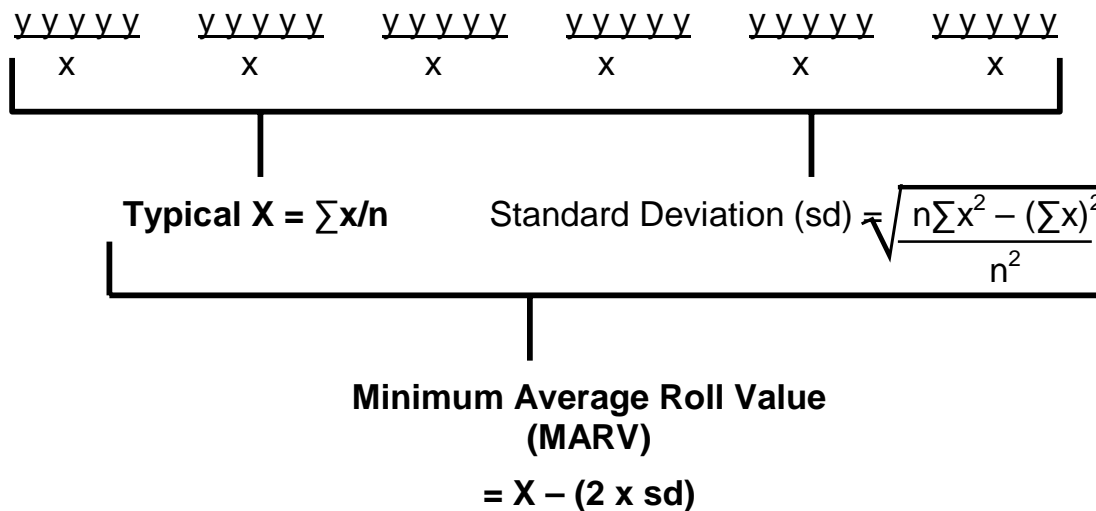 y y y y y y y y y y y y y y y y y y y y y y y y y y y y y y
x x x x x x
Typical X = ∑x/n Standard Deviation (sd) = √ n∑x² – (∑x)²
n²
Minimum Average Roll Value
(MARV)
= X – (2 x sd)